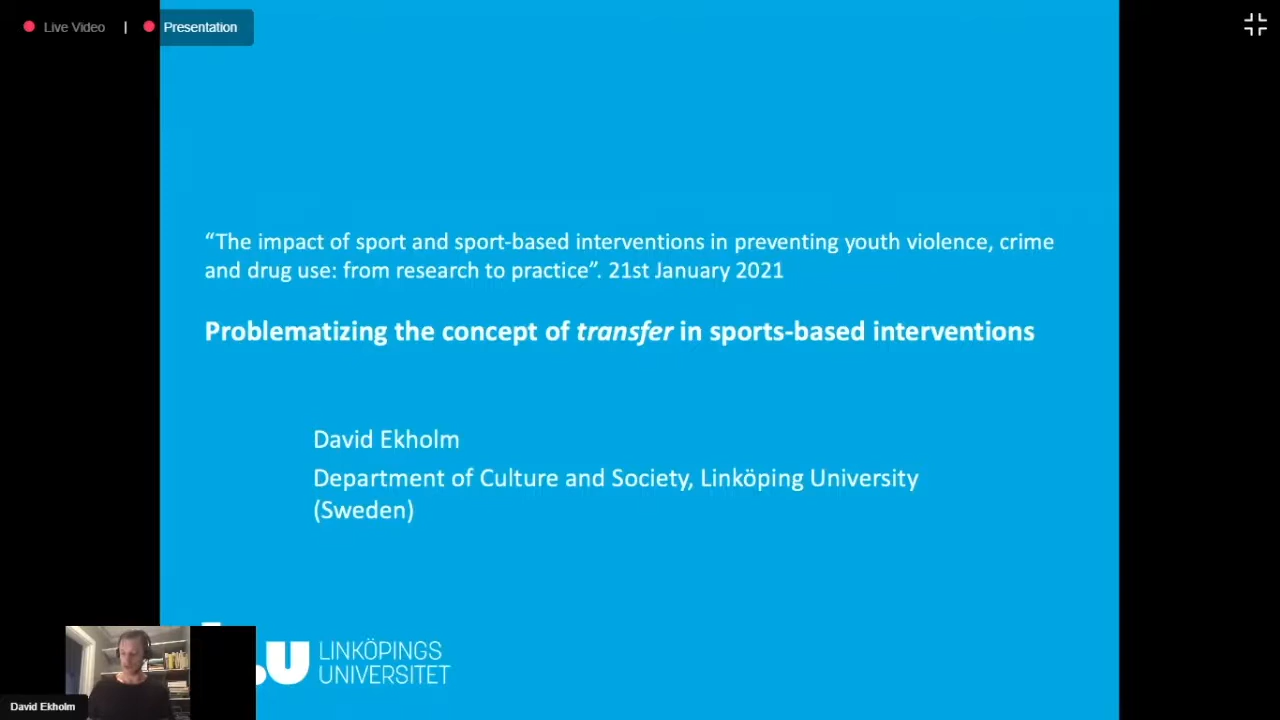 Live Video | Presentation
“The impact of sport and sport-based interventions in preventing youth violence, crime
and drug use: from research to practice”. 21st January 2021
Problematizing the concept of transfer in sports-based interventions
David Ekholm
Department of Culture and Society, Linköping University
(Sweden)
U LINKÖPINGS
UNIVERSITET
David Ekholm